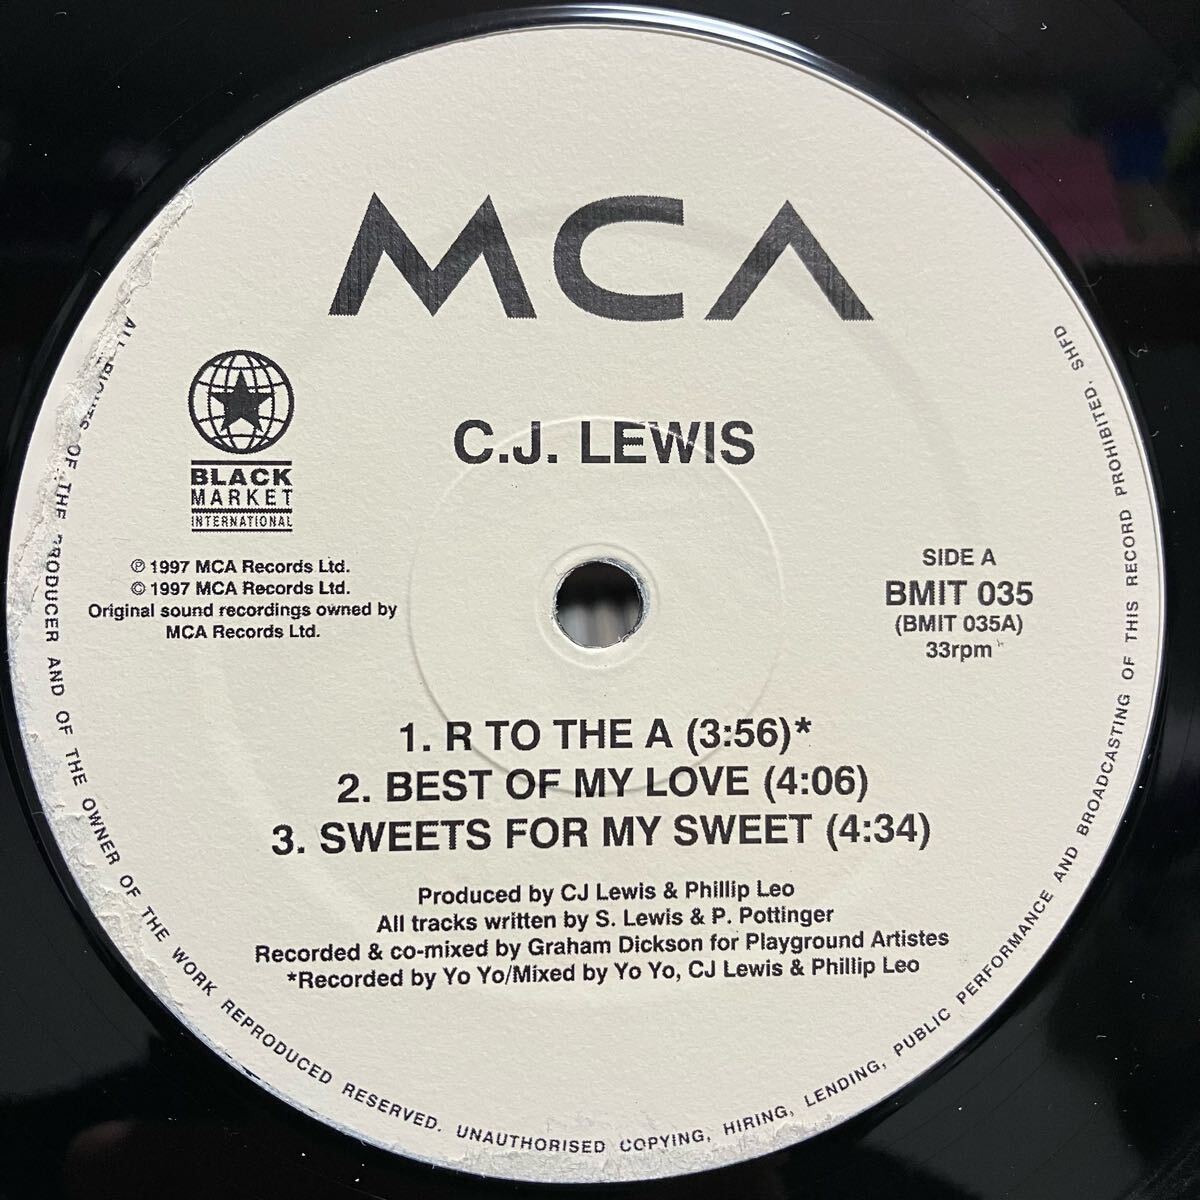 MCA
C.J. LEWIS
BLACK
MARKET
INTERNATIONAL
℗ 1997 MCA Records Ltd.
© 1997 MCA Records Ltd.
Original sound recordings owned by
MCA Records Ltd.
SIDE A
BMIT 035
(BMIT 035A)
33rpm
1. R TO THE A (3:56)*
2. BEST OF MY LOVE (4:06)
3. SWEETS FOR MY SWEET (4:34)
Produced by CJ Lewis & Phillip Leo
All tracks written by S. Lewis & P. Pottinger
Recorded & co-mixed by Graham Dickson for Playground Artistes
*Recorded by Yo Yo/Mixed by Yo Yo, CJ Lewis & Phillip Leo
ALL RIGHTS OF THE PRODUCER AND OF THE OWNER OF THE WORK REPRODUCED RESERVED. UNAUTHORISED COPYING, HIRING, LENDING, PUBLIC PERFORMANCE AND BROADCASTING OF THIS RECORD PROHIBITED. SHFD